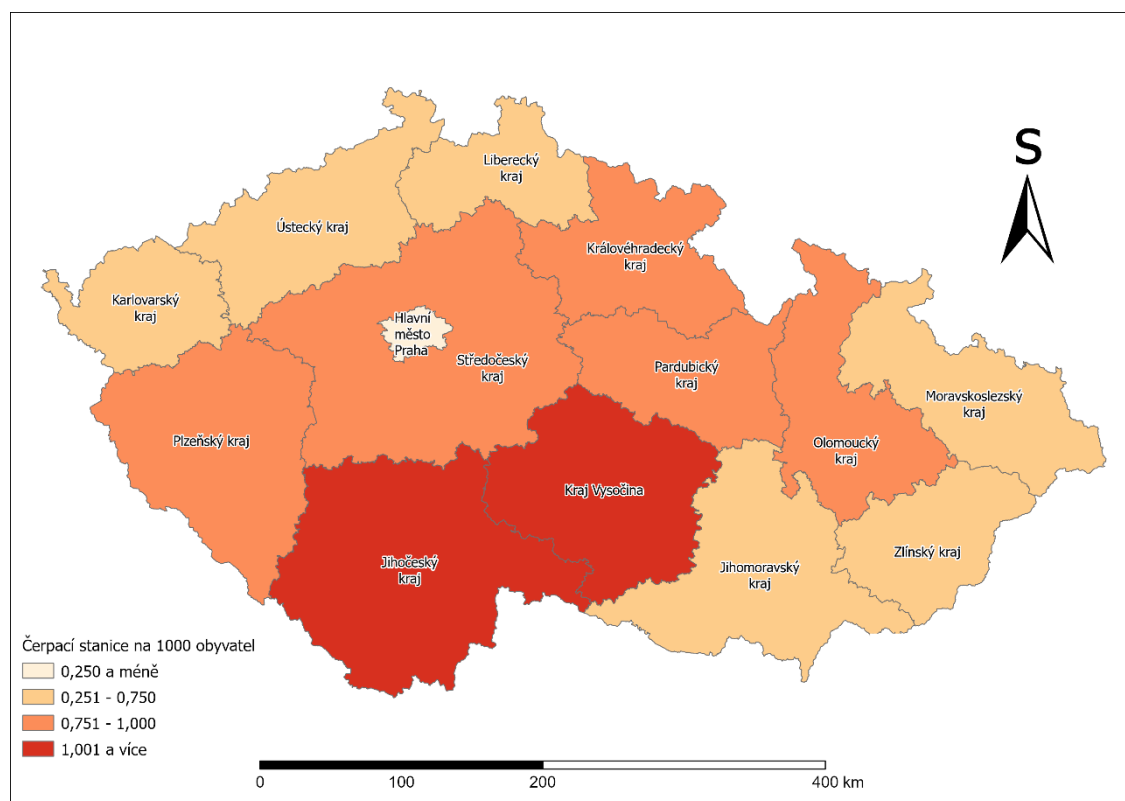 S
Liberecký
kraj
Ústecký kraj
Královéhradecký
kraj
Karlovarský
kraj
Hlavní
město
Praha
Středočeský
kraj
Pardubický
kraj
Moravskoslezský
kraj
Plzeňský kraj
Olomoucký
kraj
Kraj Vysočina
Zlínský kraj
Jihočeský
kraj
Jihomoravský
kraj
Čerpací stanice na 1000 obyvatel
0,250 a méně
0,251 - 0,750
0,751 - 1,000
1,001 a více
0 100 200 400 km